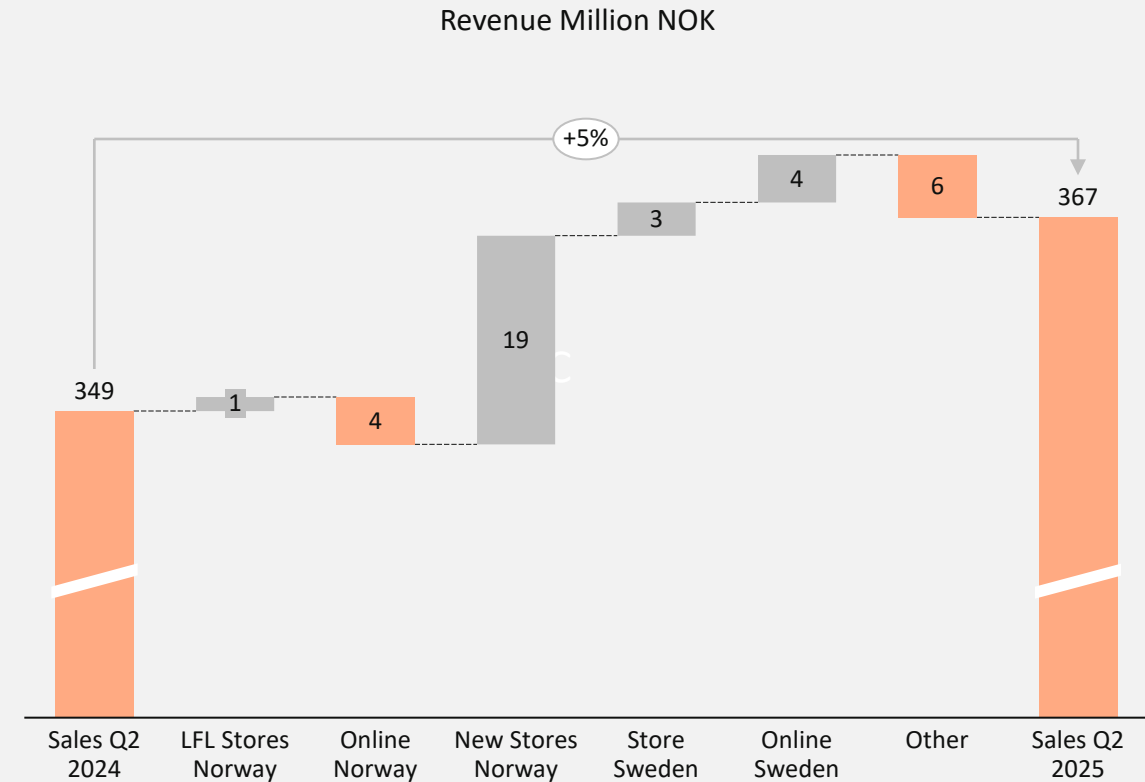 Revenue Million NOK
+5%
349
1
4
19
3
4
6
367
C
Sales Q2
2024
LFL Stores
Norway
Online
Norway
New Stores
Norway
Store
Sweden
Online
Sweden
Other
Sales Q2
2025